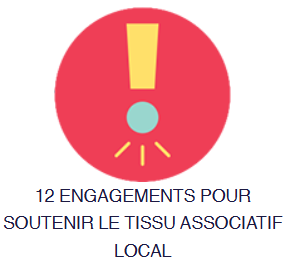 12 ENGAGEMENTS POUR
SOUTENIR LE TISSU ASSOCIATIF
LOCAL